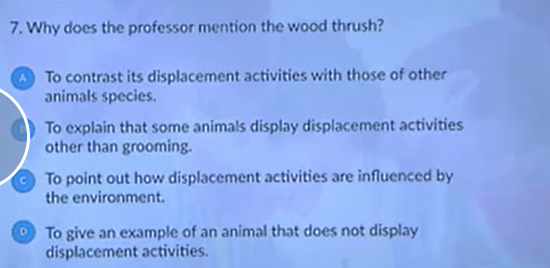 7. Why does the professor mention the wood thrush?
A To contrast its displacement activities with those of other
animals species.
To explain that some animals display displacement activities
other than grooming.
C To point out how displacement activities are influenced by
the environment.
D To give an example of an animal that does not display
displacement activities.